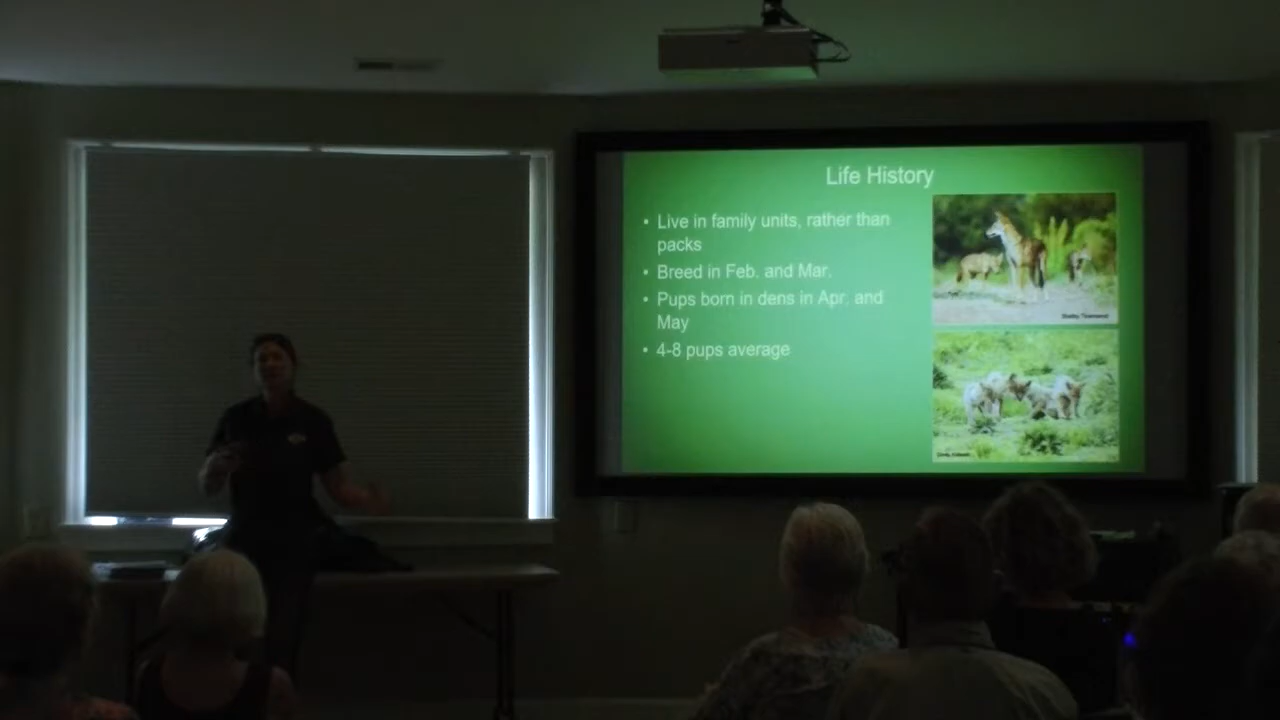 Life History
• Live in family units, rather than
packs
• Breed in Feb. and Mar.
• Pups born in dens in Apr. and
May
• 4-8 pups average